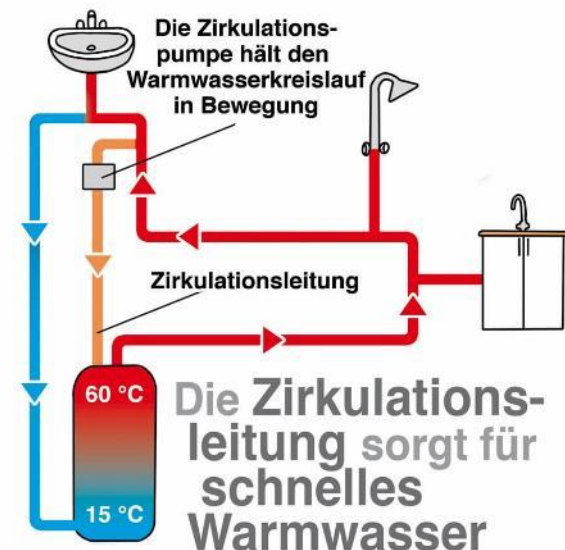 Die Zirkulations-
pumpe hält den
Warmwasserkreislauf
in Bewegung
Zirkulationsleitung
60 °C
15 °C
Die Zirkulations-
leitung sorgt für
schnelles
Warmwasser